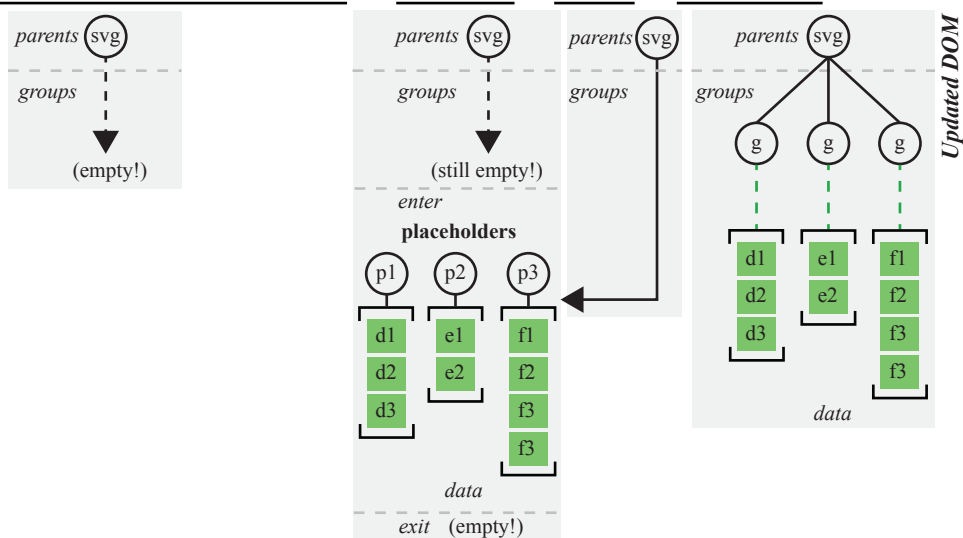 parents svg
groups
(empty!)
parents svg
groups
(still empty!)
enter
placeholders
p1 p2 p3
d1 e1 f1
d2 e2 f2
d3 f3
f3
data
exit (empty!)
parents svg
groups
parents svg
groups
g g g
d1 e1 f1
d2 e2 f2
d3 f3
f3
data
Updated DOM